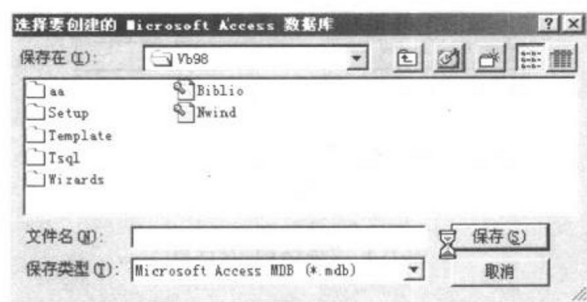 选择要创建的 Microsoft Access 数据库
保存在(I):
Vb98
aa
Setup
Template
Tsql
Wizards
Biblio
Nwind
文件名(N):
保存(S)
保存类型(T):
Microsoft Access MDB (*.mdb)
取消